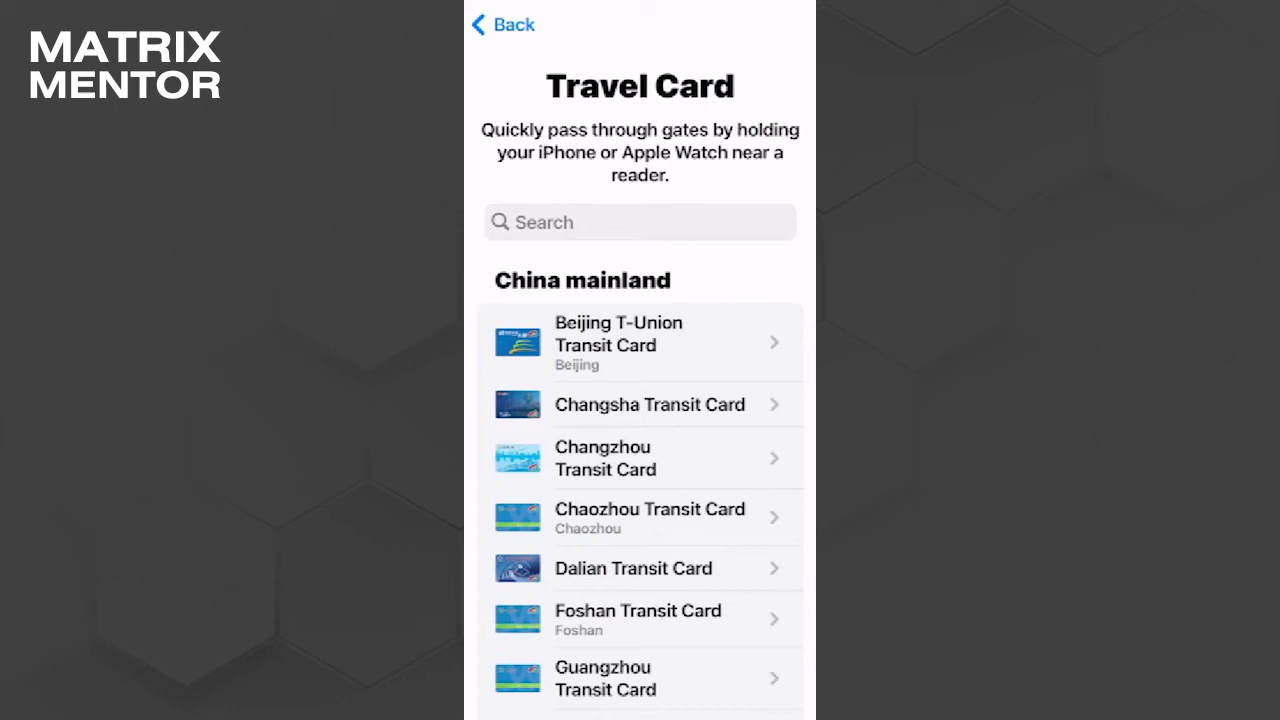 MATRIX
MENTOR
Back
Travel Card
Quickly pass through gates by holding
your iPhone or Apple Watch near a
reader.
Search
China mainland
Beijing T-Union
Transit Card
Beijing
Changsha Transit Card
Changzhou
Transit Card
Chaozhou Transit Card
Chaozhou
Dalian Transit Card
Foshan Transit Card
Foshan
Guangzhou
Transit Card